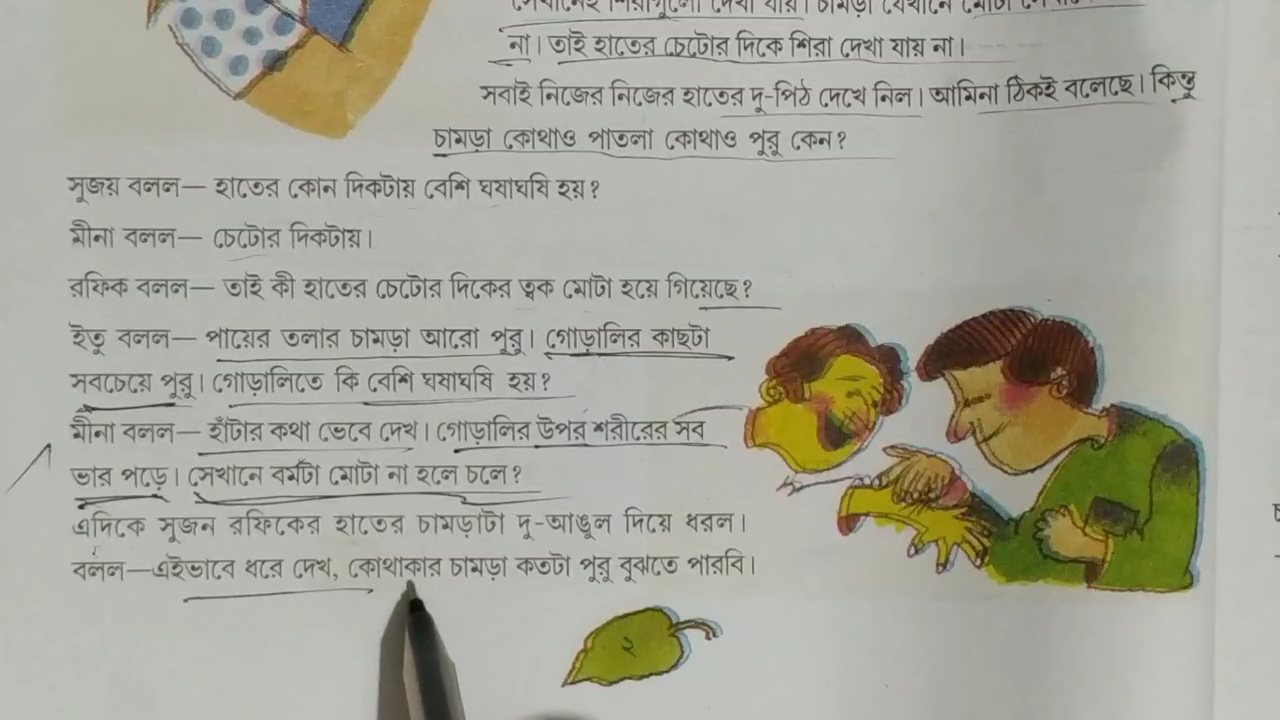 সেখানেই শিরাগুলো দেখা যায়। চামড়া যেখানে মোটা
না। তাই হাতের চেটোর দিকে শিরা দেখা যায় না।
সবাই নিজের নিজের হাতের দু-পিঠ দেখে নিল। আমিনা ঠিকই বলেছে। কিন্তু
চামড়া কোথাও পাতলা কোথাও পুরু কেন?
সুজয় বলল— হাতের কোন দিকটায় বেশি ঘষাঘষি হয়?
মীনা বলল— চেটোর দিকটায়।
রফিক বলল— তাই কী হাতের চেটোর দিকের ত্বক মোটা হয়ে গিয়েছে?
ইতু বলল— পায়ের তলার চামড়া আরো পুরু। গোড়ালির কাছটা
সবচেয়ে পুরু। গোড়ালিতে কি বেশি ঘষাঘষি হয়?
মীনা বলল— হাঁটার কথা ভেবে দেখ। গোড়ালির উপর শরীরের সব
ভার পড়ে। সেখানে বর্মটা মোটা না হলে চলে?
এদিকে সুজন রফিকের হাতের চামড়াটা দু-আঙুল দিয়ে ধরল।
বলল—এইভাবে ধরে দেখ, কোথাকার চামড়া কতটা পুরু বুঝতে পারবি।
২